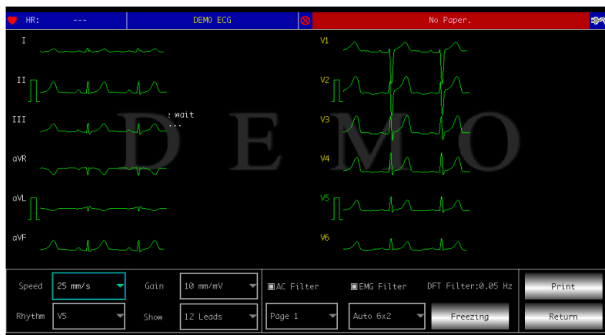 HR: --- DEMO ECG No Paper.
I V1
II V2
wait
III ... V3
DEMO
aVR V4
aVL V5
aVF V6
Speed 25 mm/s Gain 10 mm/mV AC Filter EMG Filter DFT Filter:0.05 Hz Print
Rhythm V5 Show 12 Leads Page 1 Auto 6x2 Freezing Return